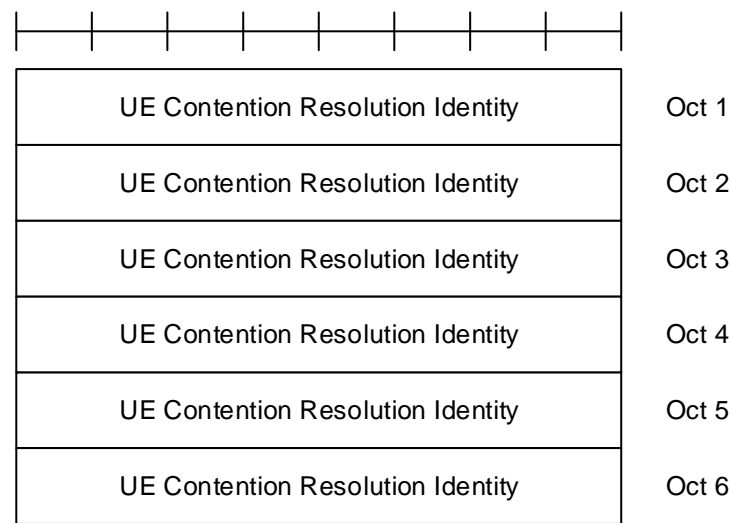 UE Contention Resolution Identity Oct 1
UE Contention Resolution Identity Oct 2
UE Contention Resolution Identity Oct 3
UE Contention Resolution Identity Oct 4
UE Contention Resolution Identity Oct 5
UE Contention Resolution Identity Oct 6